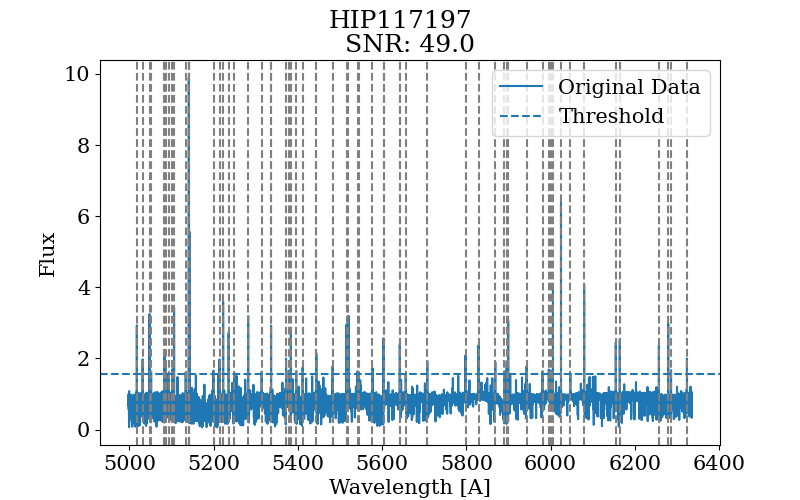 HIP117197
SNR: 49.0
Original Data
Threshold
Flux
10
8
6
4
2
0
5000 5200 5400 5600 5800 6000 6200 6400
Wavelength [A]